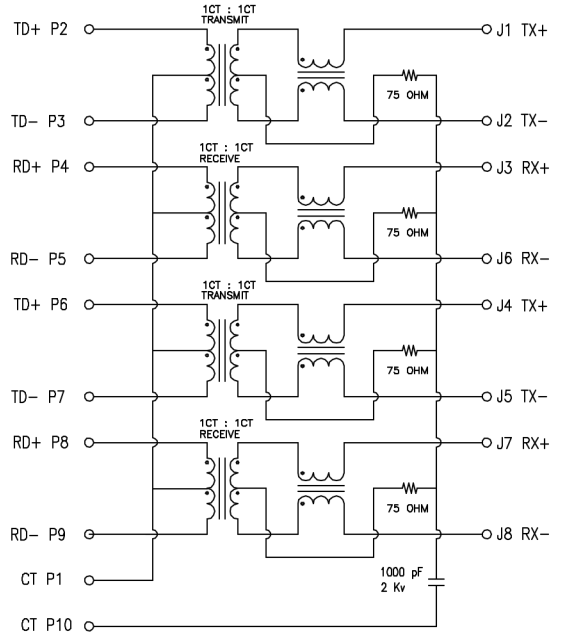 1CT : 1CT
TRANSMIT
TD+ P2
J1 TX+
75 OHM
TD- P3
J2 TX-
1CT : 1CT
RECEIVE
RD+ P4
J3 RX+
75 OHM
RD- P5
J6 RX-
1CT : 1CT
TRANSMIT
TD+ P6
J4 TX+
75 OHM
TD- P7
J5 TX-
1CT : 1CT
RECEIVE
RD+ P8
J7 RX+
75 OHM
RD- P9
J8 RX-
CT P1
1000 pF
2 Kv
CT P10